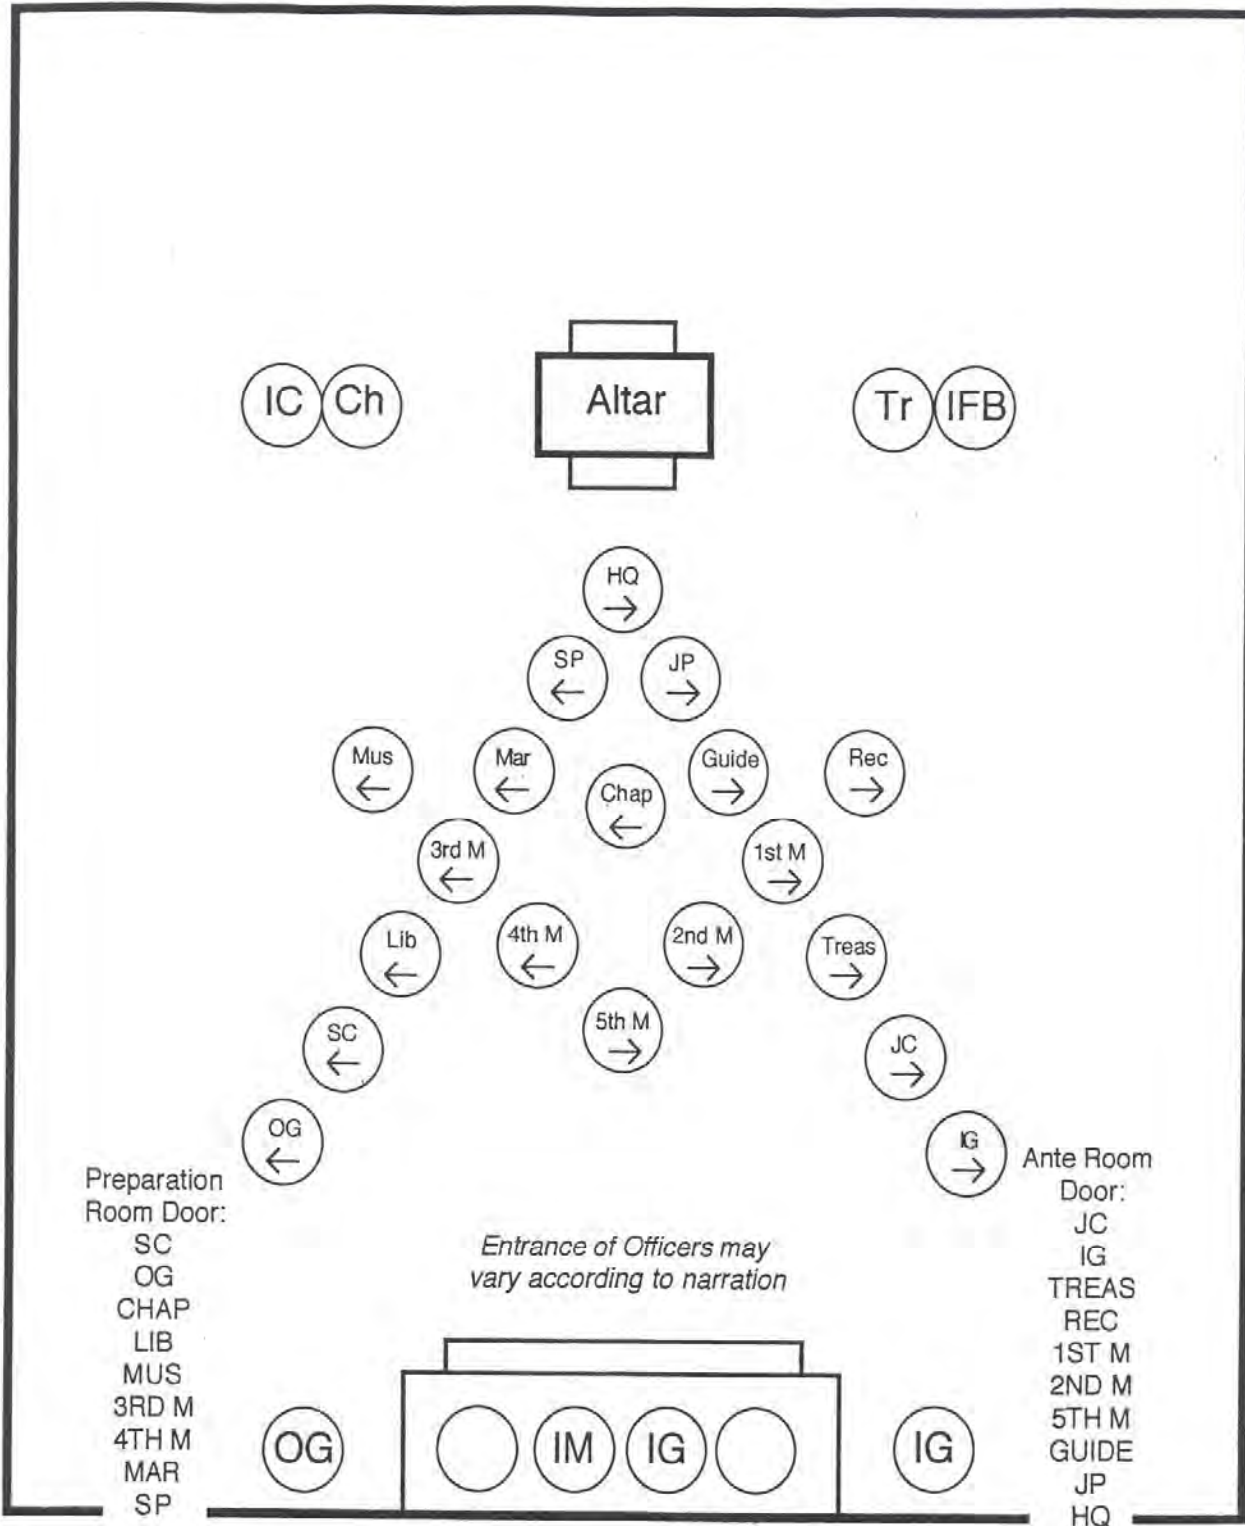 IC Ch Altar Tr IFB
HQ
SP JP
Mus Mar Guide Rec
Chap
3rd M 1st M
Lib 4th M 2nd M Treas
5th M
SC JC
OG IG
Preparation
Room Door:
SC
OG
CHAP
LIB
MUS
3RD M
4TH M
MAR
SP
Entrance of Officers may
vary according to narration
Ante Room
Door:
JC
IG
TREAS
REC
1ST M
2ND M
5TH M
GUIDE
JP
HQ
OG IM IG IG